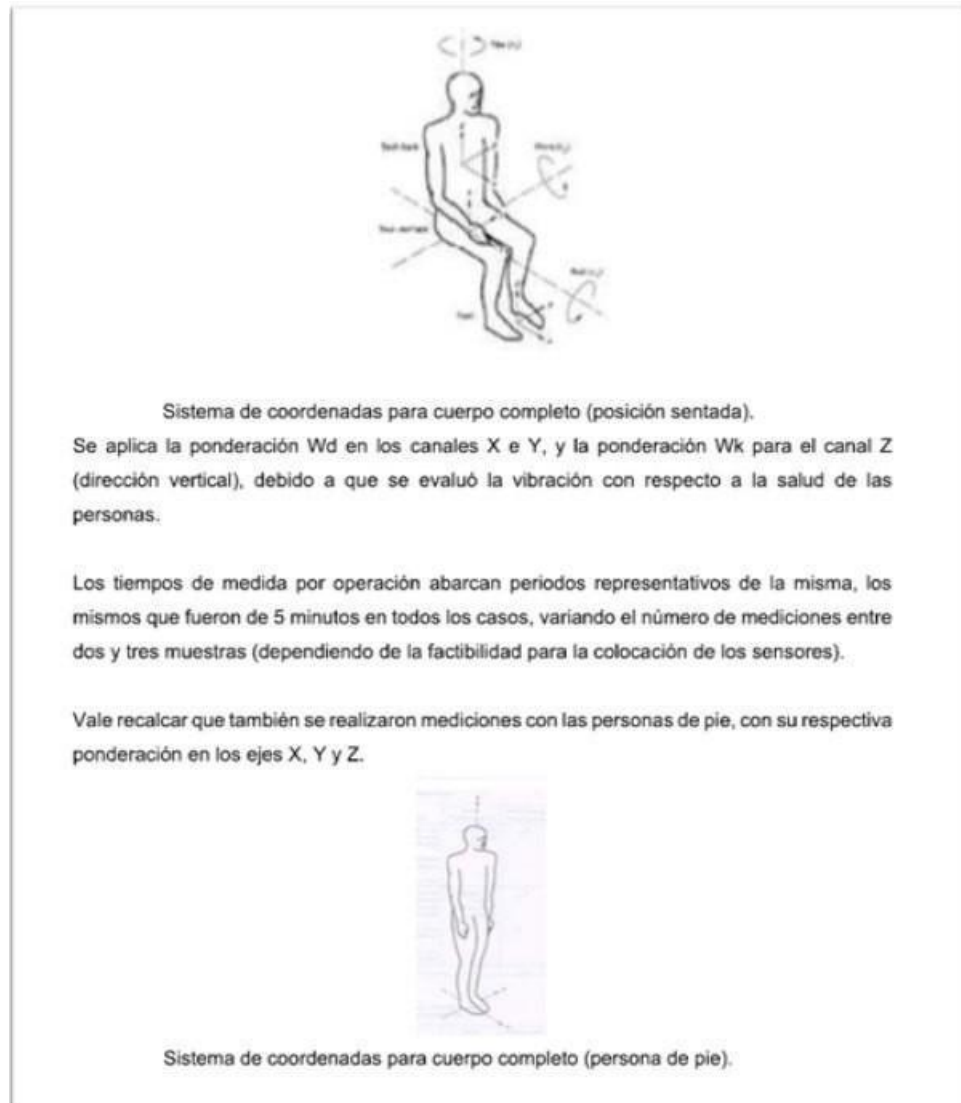 Sistema de coordenadas para cuerpo completo (posición sentada).
Se aplica la ponderación Wd en los canales X e Y, y la ponderación Wk para el canal Z
(dirección vertical), debido a que se evaluó la vibración con respecto a la salud de las
personas.
Los tiempos de medida por operación abarcan periodos representativos de la misma, los
mismos que fueron de 5 minutos en todos los casos, variando el número de mediciones entre
dos y tres muestras (dependiendo de la factibilidad para la colocación de los sensores).
Vale recalcar que también se realizaron mediciones con las personas de pie, con su respectiva
ponderación en los ejes X, Y y Z.
Sistema de coordenadas para cuerpo completo (persona de pie).